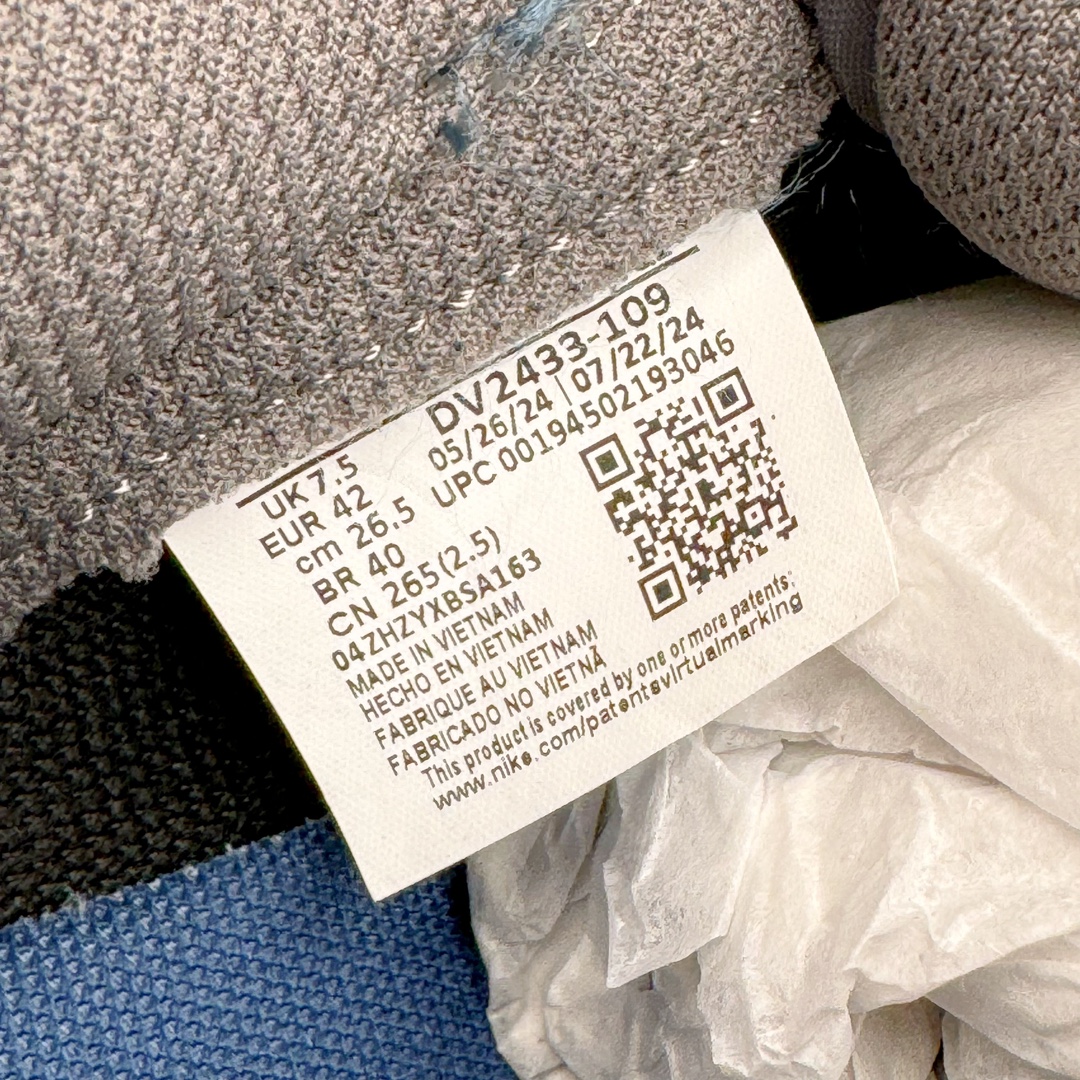 DV2433-109
05/26/24 | 07/22/24
UPC 00194502193046
UK 7.5
EUR 42
cm 26.5
BR 40
CN 265(2.5)
04ZHZYXBSA163
MADE IN VIETNAM
HECHO EN VIETNAM
FABRIQUE AU VIETNAM
FABRICADO NO VIETNÃ
This product is covered by one or more patents:
www.nike.com/patentsvirtualmarking